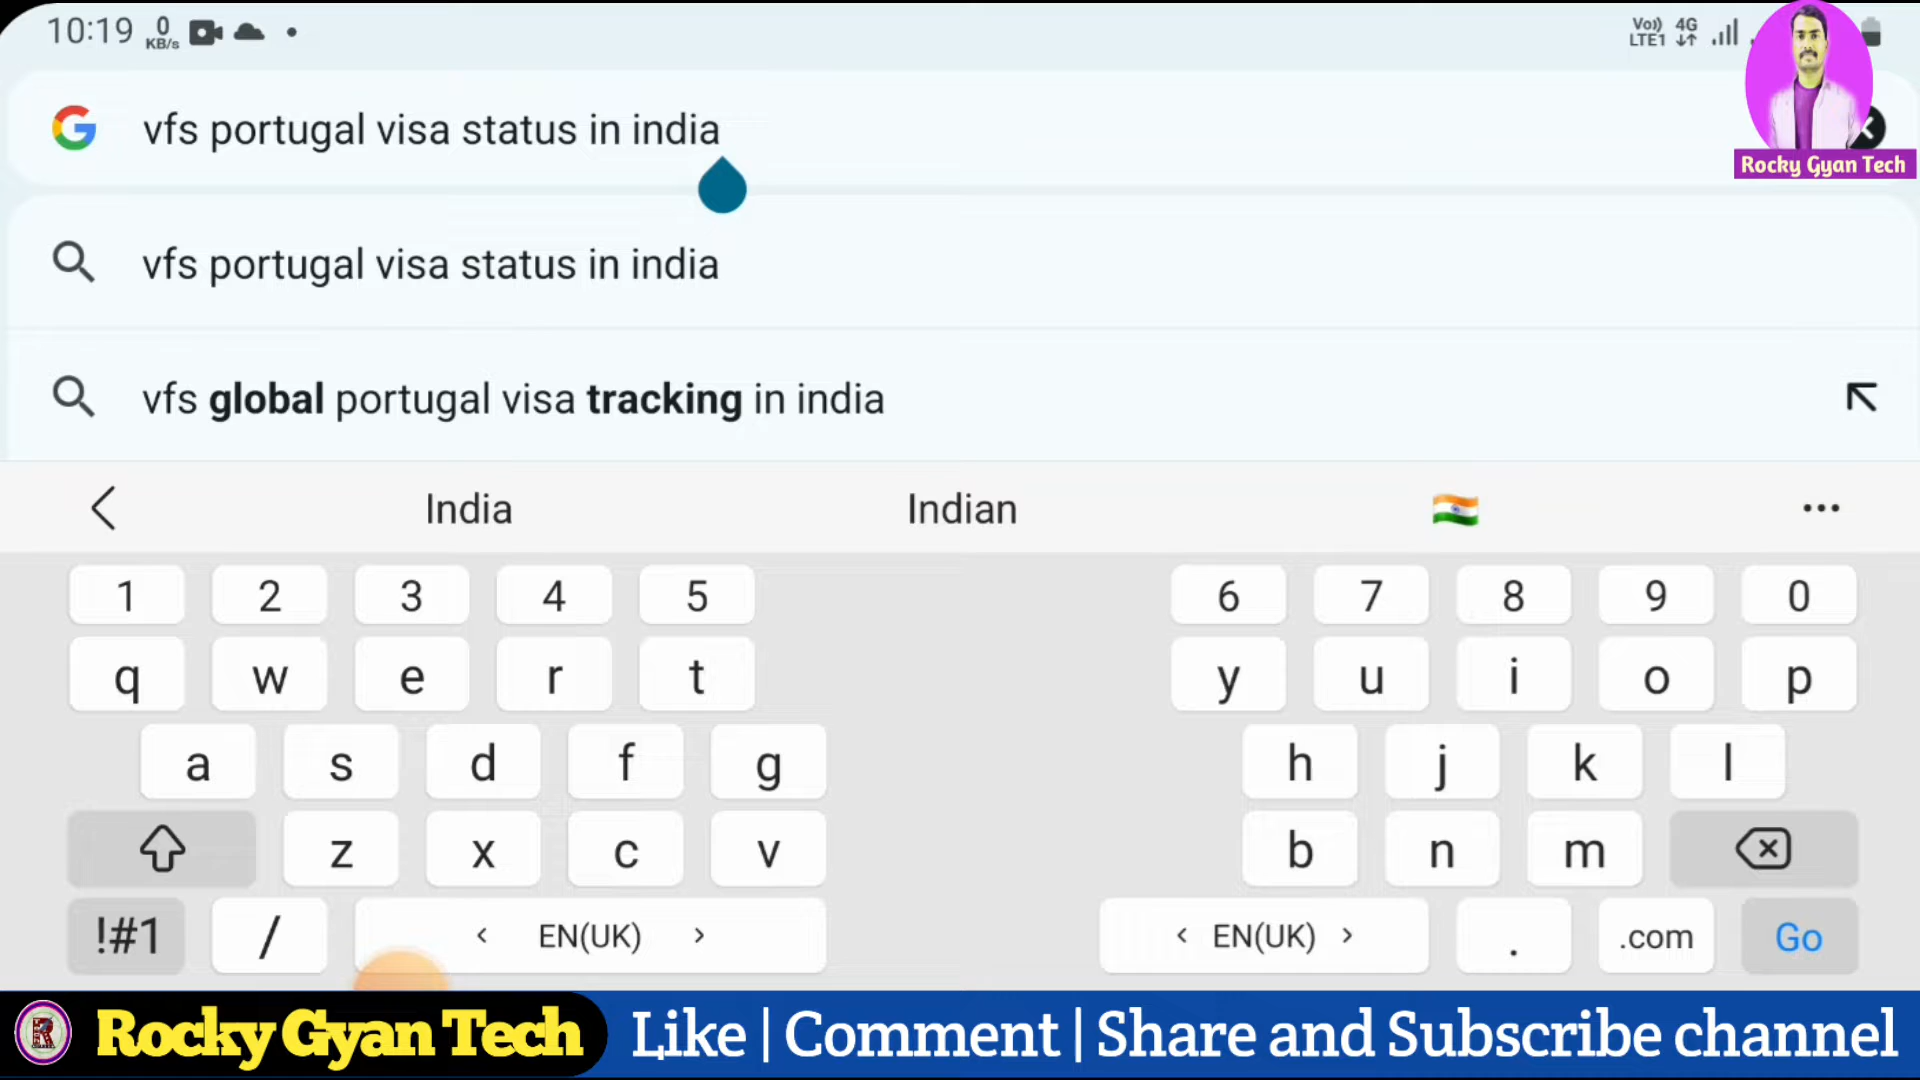 10:19 0 KB/s Vo)) LTE1 4G
vfs portugal visa status in india
Rocky Gyan Tech
vfs portugal visa status in india
vfs global portugal visa tracking in india
India Indian
1 2 3 4 5 6 7 8 9 0
q w e r t y u i o p
a s d f g h j k l
z x c v b n m
!#1 / < EN(UK) > < EN(UK) > . .com Go
Rocky Gyan Tech Like | Comment | Share and Subscribe channel